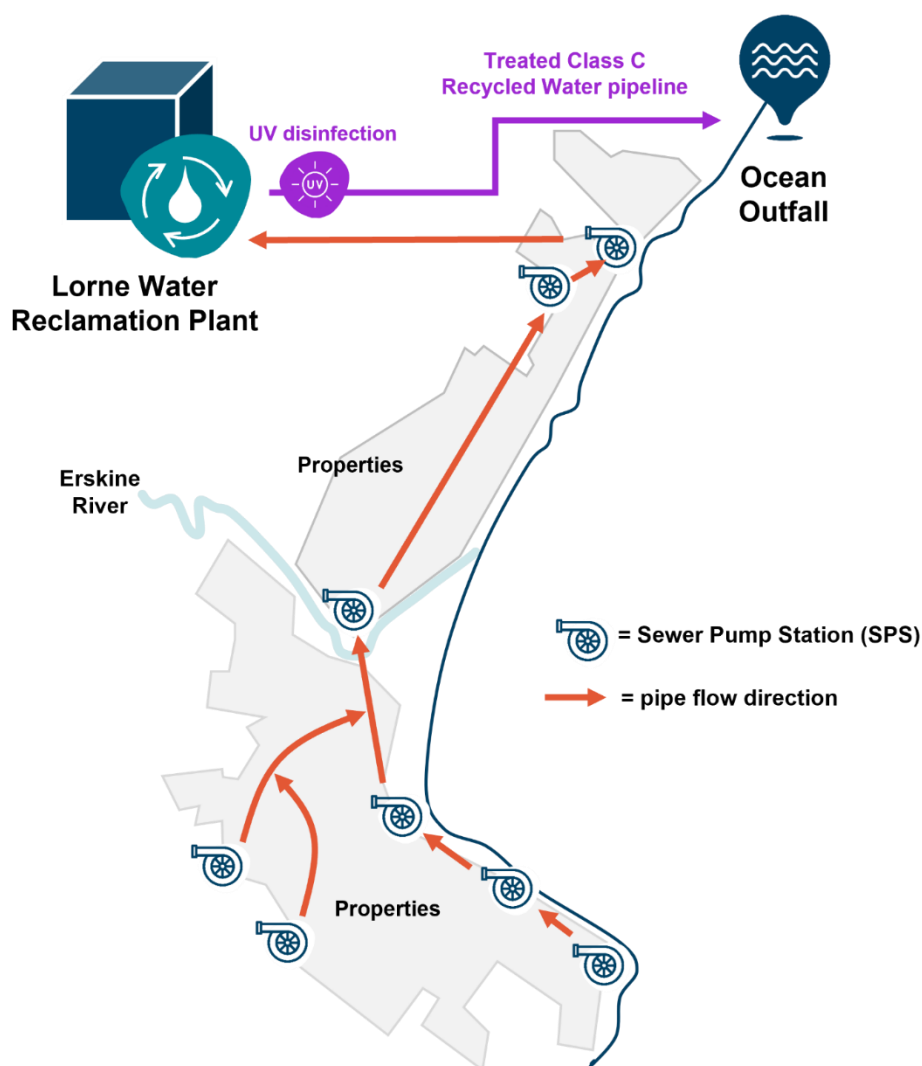 Treated Class C
Recycled Water pipeline
UV disinfection
UV
Ocean
Outfall
Lorne Water
Reclamation Plant
Properties
Erskine
River
= Sewer Pump Station (SPS)
= pipe flow direction
Properties